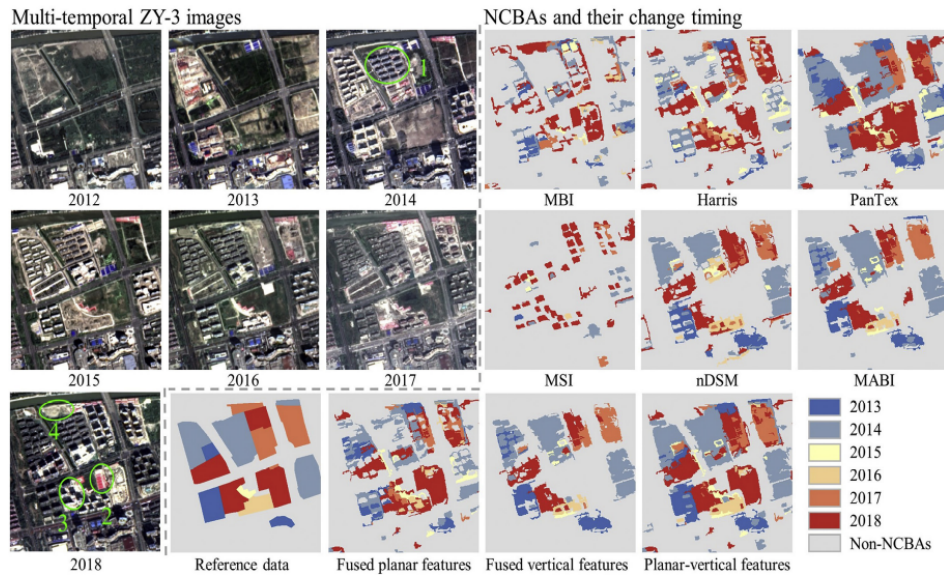 Multi-temporal ZY-3 images
NCBAs and their change timing
1
2012
2013
2014
MBI
Harris
PanTex
2015
2016
2017
MSI
nDSM
MABI
4
3
2
2018
Reference data
Fused planar features
Fused vertical features
Planar-vertical features
2013
2014
2015
2016
2017
2018
Non-NCBAs